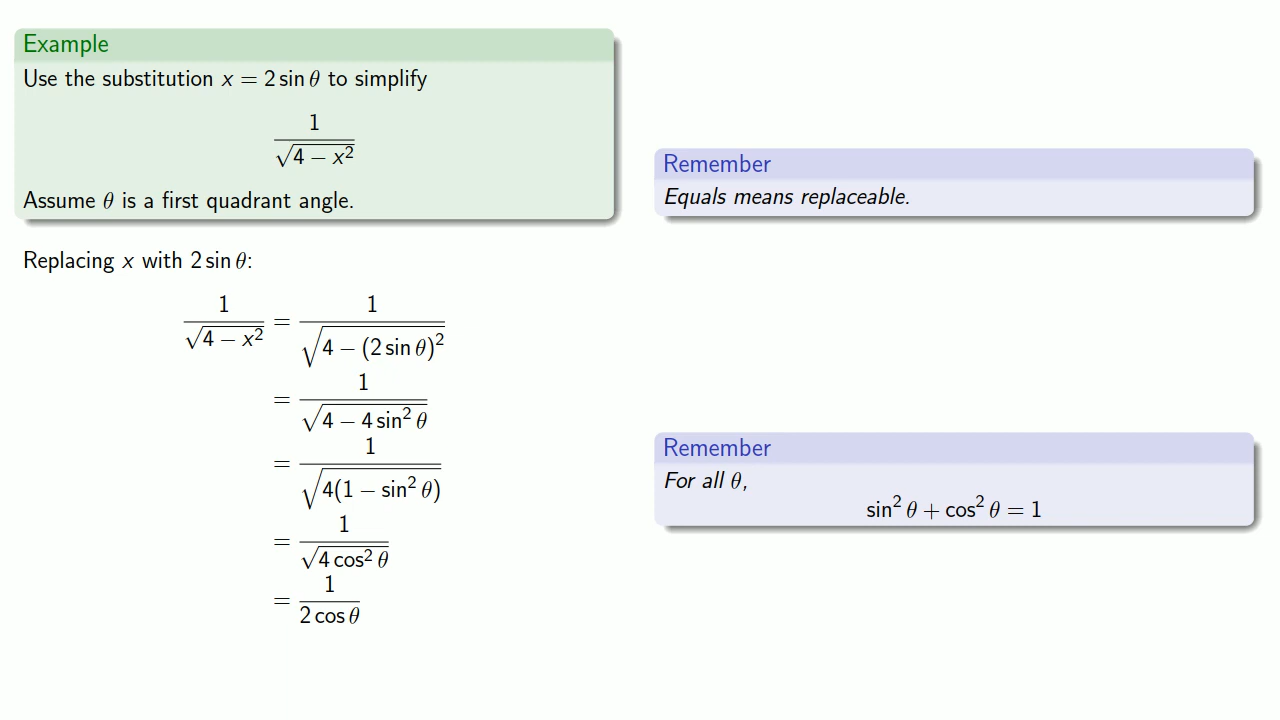 Example
Use the substitution x = 2 sin θ to simplify
1
√4 − x²
Assume θ is a first quadrant angle.
Remember
Equals means replaceable.
Replacing x with 2 sin θ:
1/√(4 − x²) = 1/√(4 − (2 sin θ)²)
= 1/√(4 − 4 sin² θ)
= 1/√(4(1 − sin² θ))
= 1/√(4 cos² θ)
= 1/(2 cos θ)
Remember
For all θ,
sin² θ + cos² θ = 1